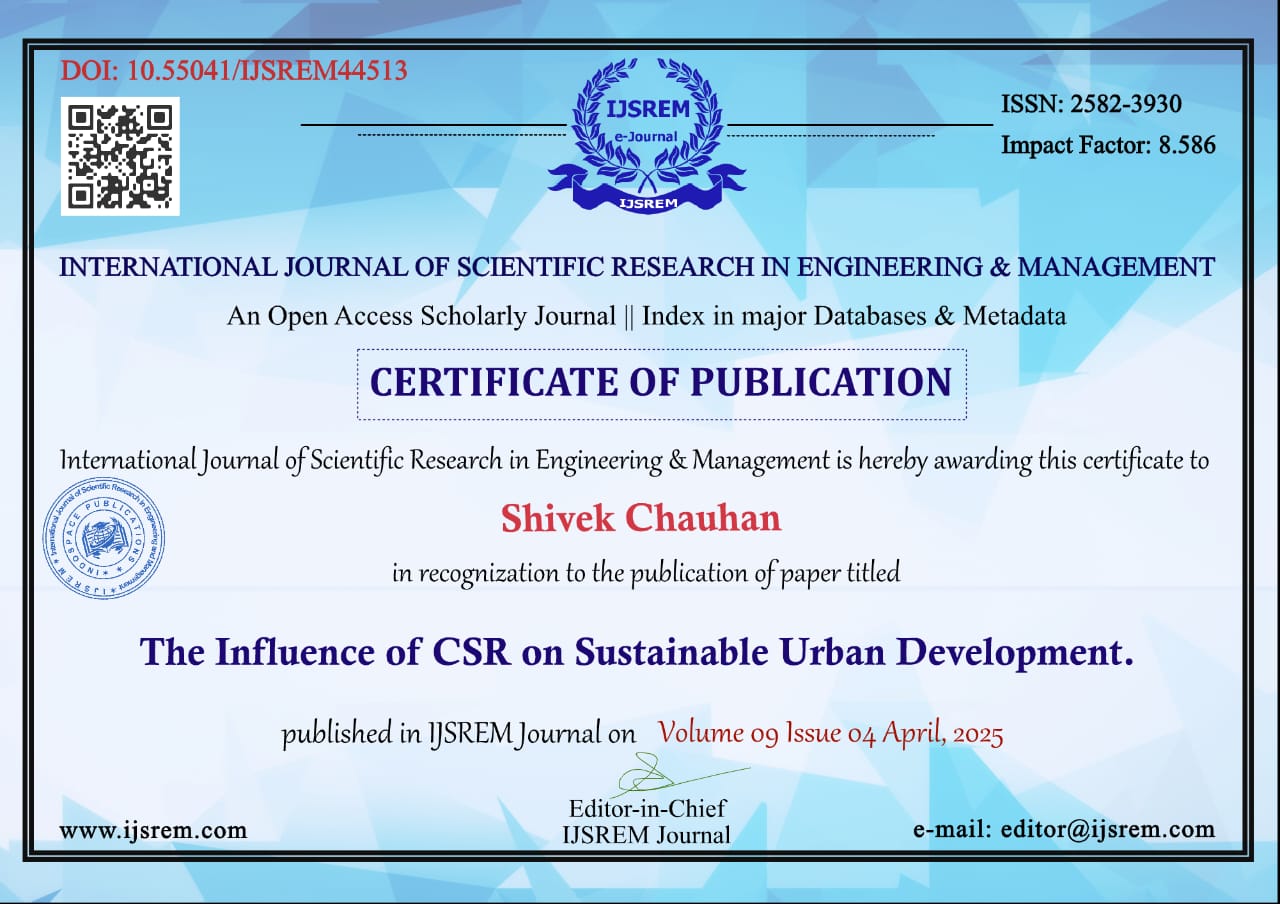 DOI: 10.55041/IJSREM44513
IJSREM
e-Journal
IJSREM
ISSN: 2582-3930
Impact Factor: 8.586
INTERNATIONAL JOURNAL OF SCIENTIFIC RESEARCH IN ENGINEERING & MANAGEMENT
An Open Access Scholarly Journal || Index in major Databases & Metadata
CERTIFICATE OF PUBLICATION
International Journal of Scientific Research in Engineering & Management is hereby awarding this certificate to
International Journal of Scientific Research in Engineering and Management
IJSREM
INDOSPACE PUBLICATIONS
Shivek Chauhan
in recognization to the publication of paper titled
The Influence of CSR on Sustainable Urban Development.
published in IJSREM Journal on Volume 09 Issue 04 April, 2025
Editor-in-Chief
IJSREM Journal
www.ijsrem.com
e-mail: editor@ijsrem.com